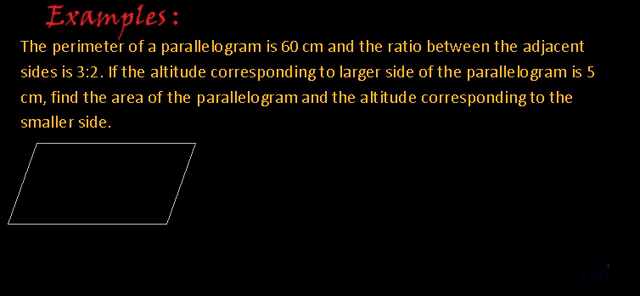 Examples:
The perimeter of a parallelogram is 60 cm and the ratio between the adjacent
sides is 3:2. If the altitude corresponding to larger side of the parallelogram is 5
cm, find the area of the parallelogram and the altitude corresponding to the
smaller side.